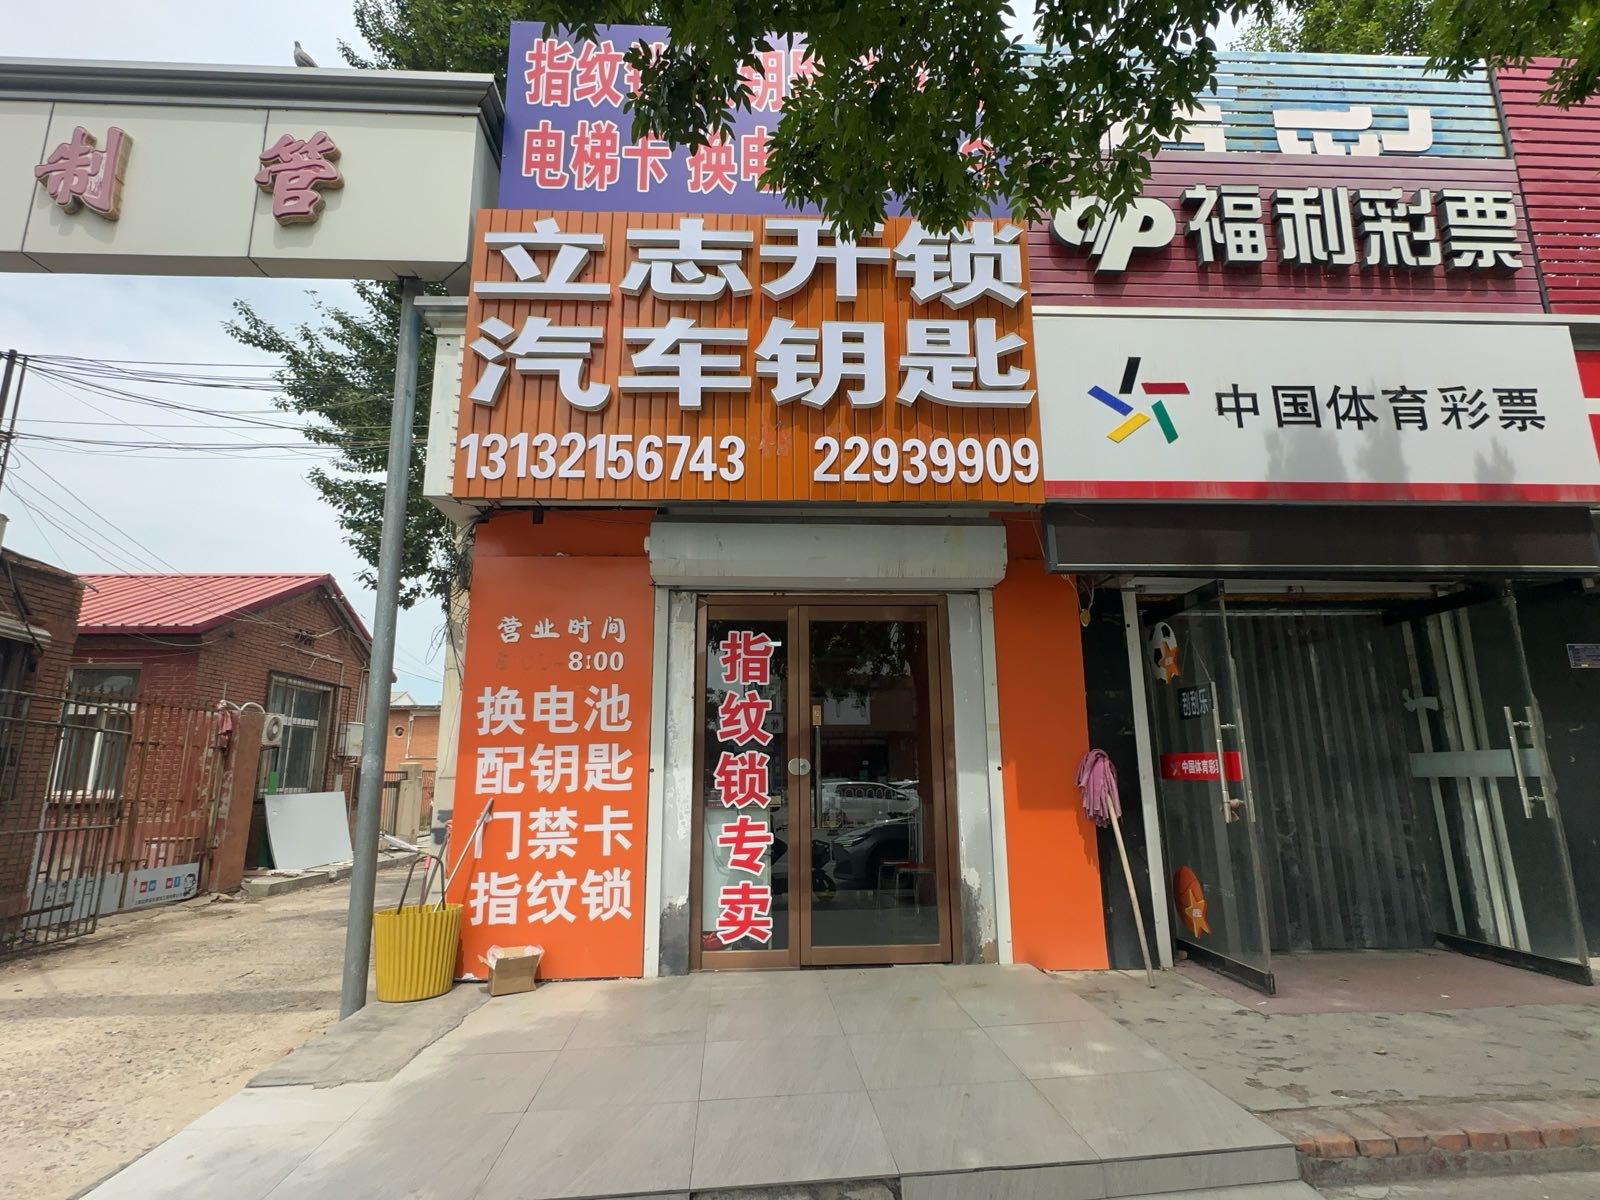 制管
指纹
电梯卡 换电
立志开锁
汽车钥匙
13132156743 22939909
福利彩票
中国体育彩票
营业时间
8:00
换电池
配钥匙
门禁卡
指纹锁
指纹锁专卖
刮刮乐
中国体育彩